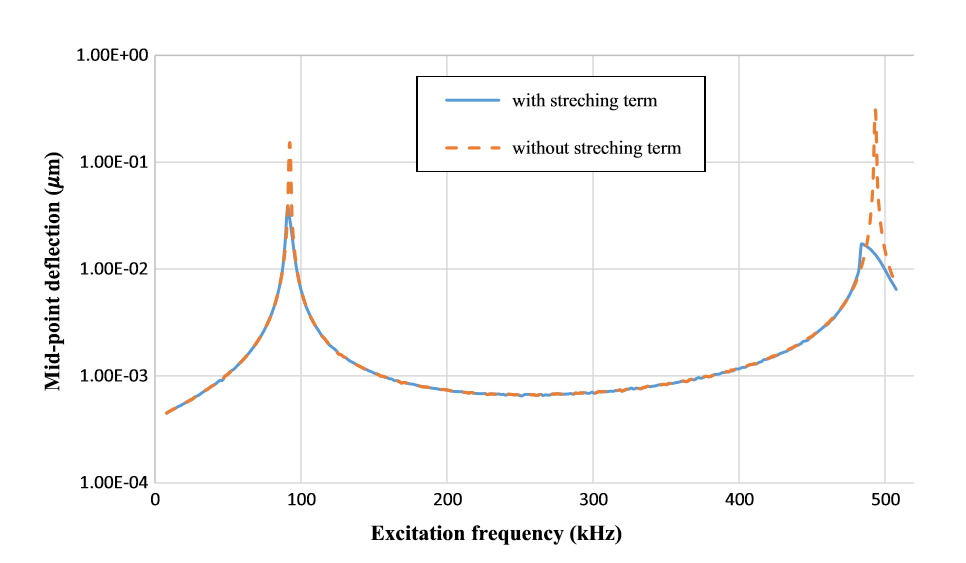 1.00E+00
with streching term
without streching term
1.00E-01
Mid-point deflection (μm)
1.00E-02
1.00E-03
1.00E-04
0 100 200 300 400 500
Excitation frequency (kHz)